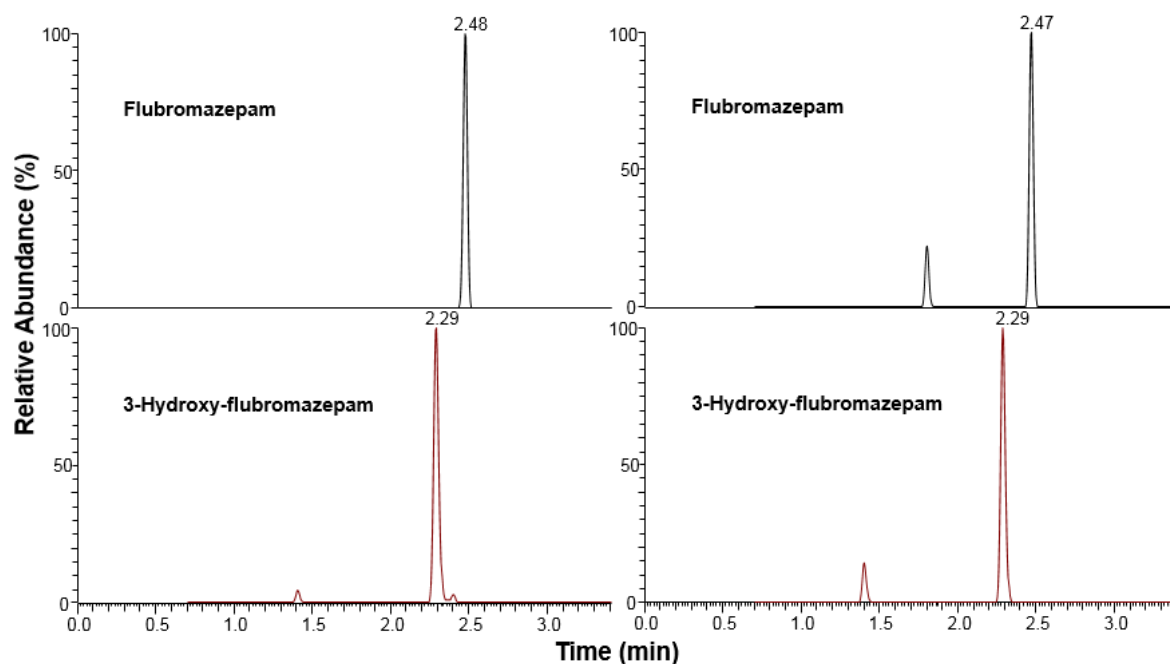 2.48
100
Flubromazepam
50
0
2.47
100
Flubromazepam
50
0
Relative Abundance (%)
2.29
100
3-Hydroxy-flubromazepam
50
0
0.0 0.5 1.0 1.5 2.0 2.5 3.0
2.29
100
3-Hydroxy-flubromazepam
50
0
0.0 0.5 1.0 1.5 2.0 2.5 3.0
Time (min)